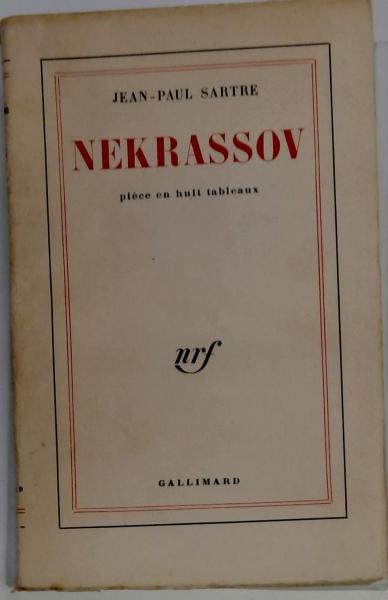 JEAN-PAUL SARTRE
NEKRASSOV
pièce en huit tableaux
nrf
GALLIMARD